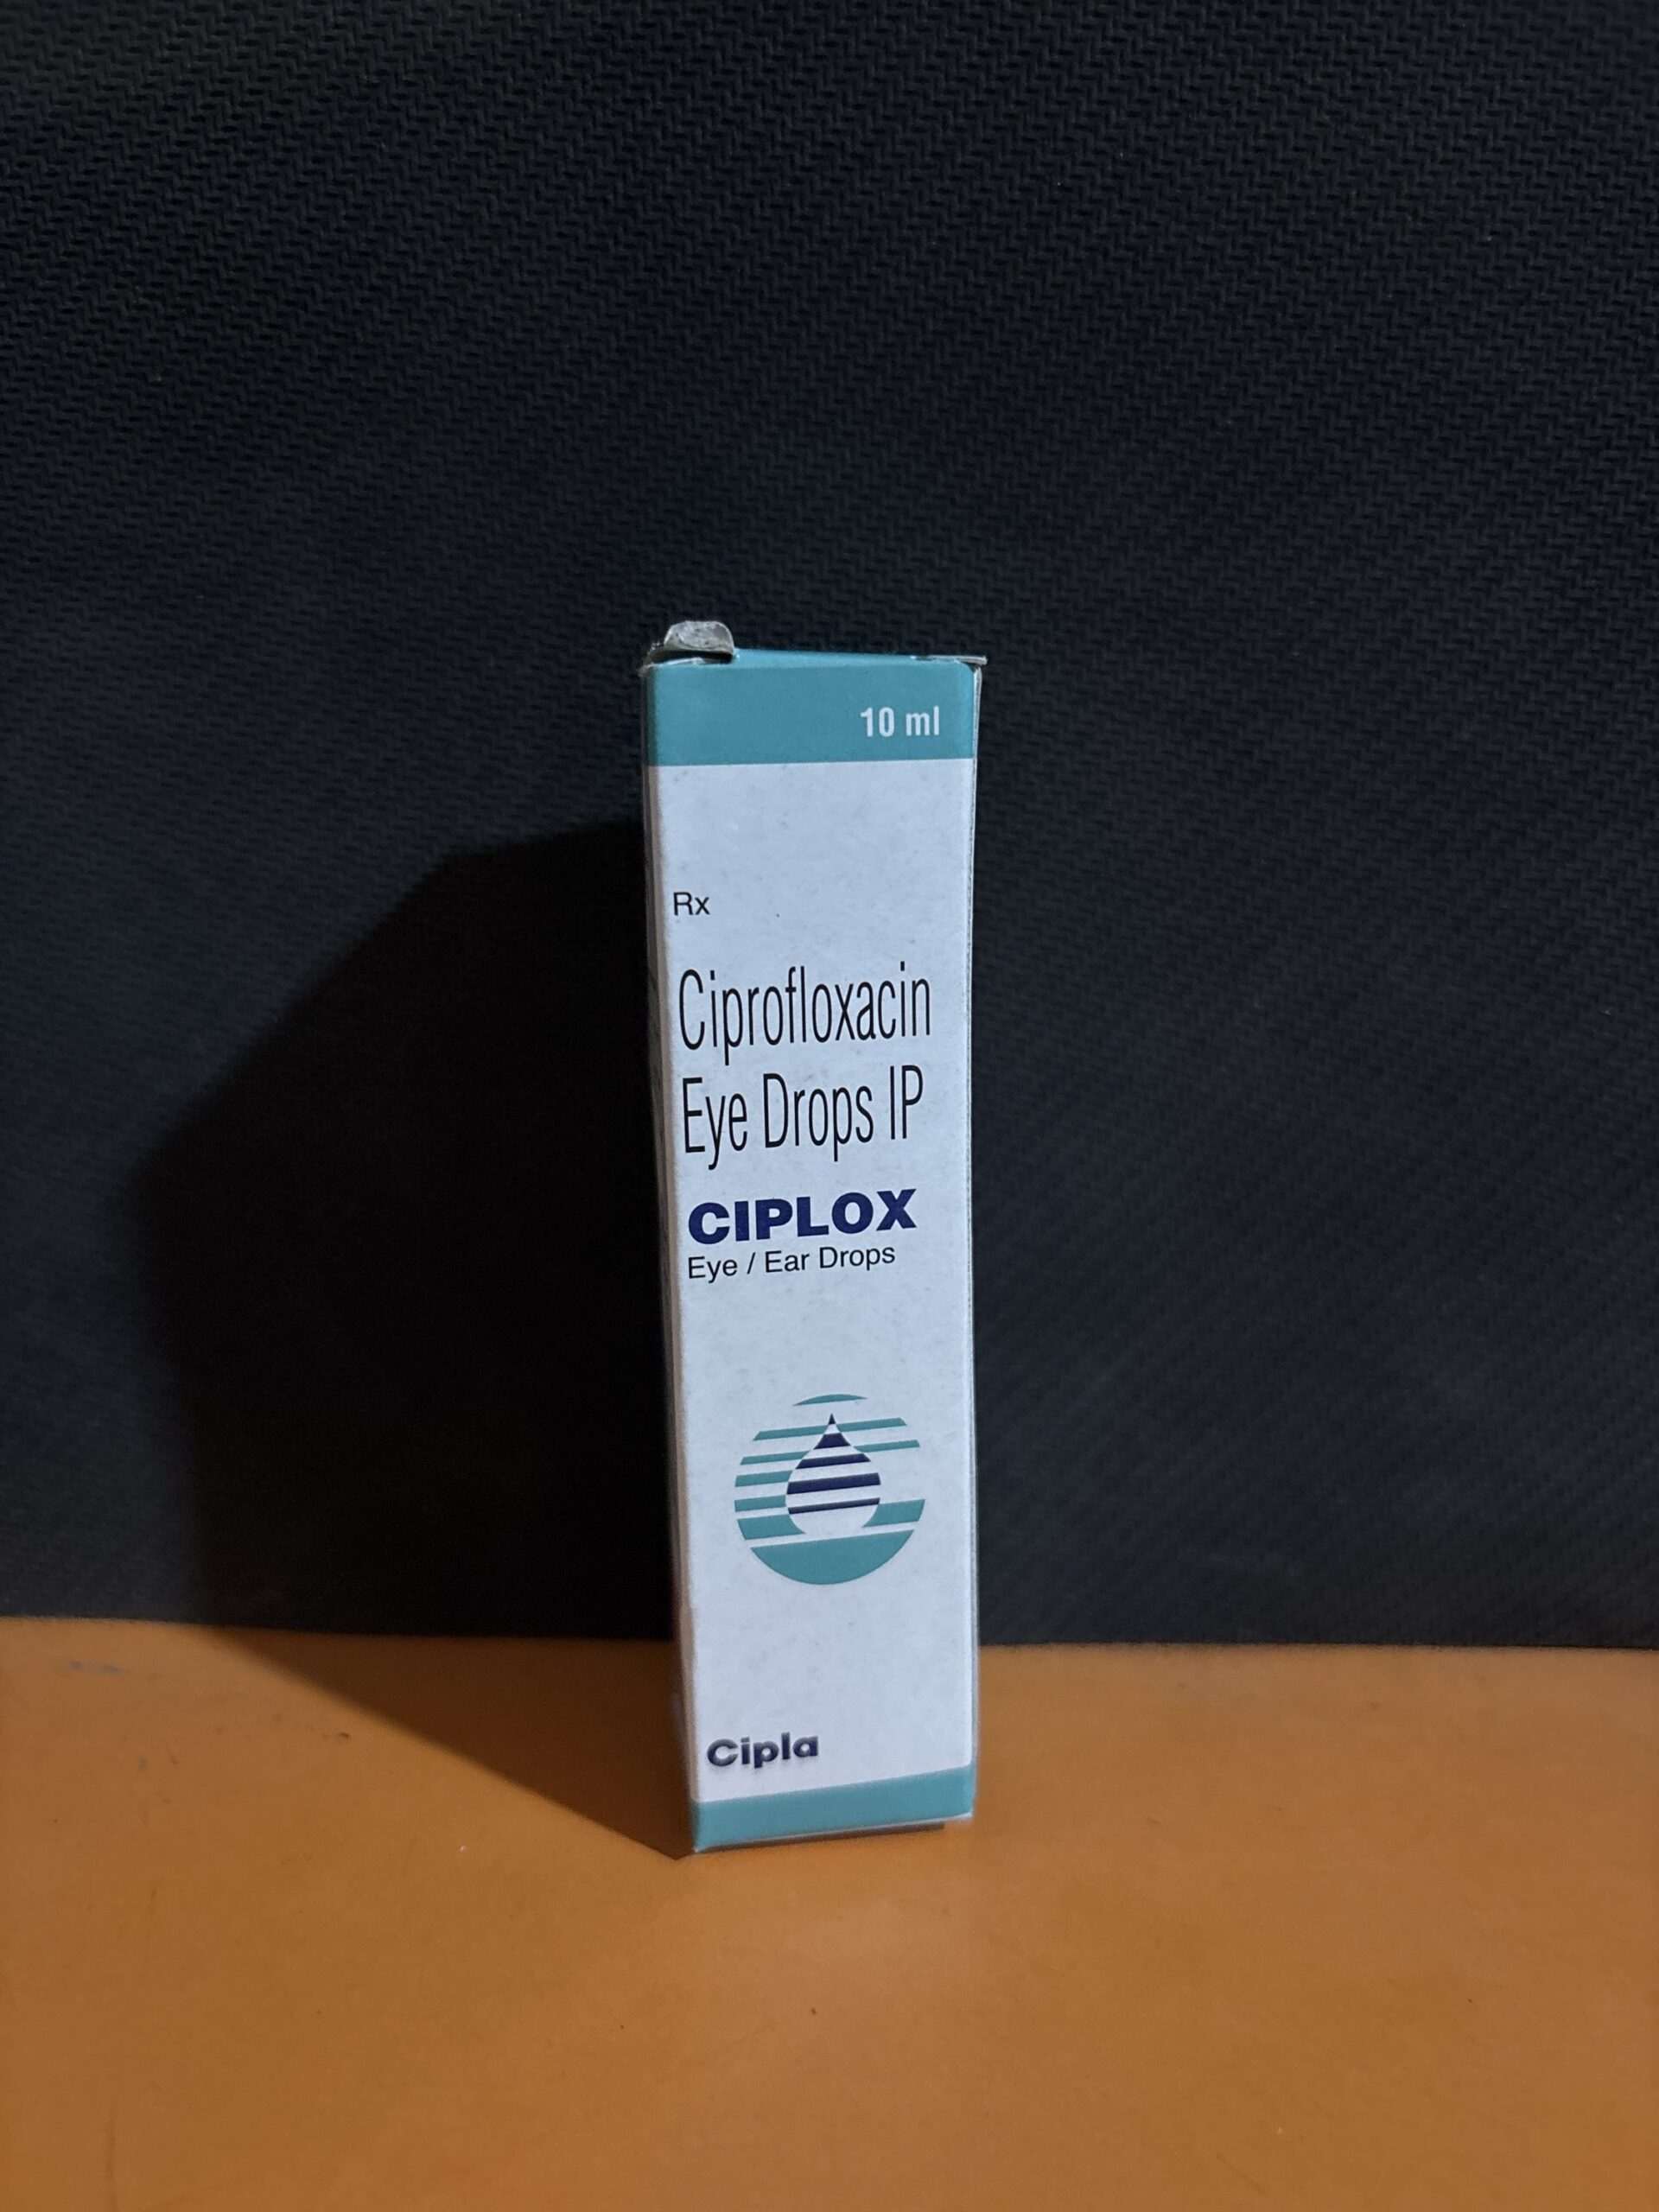 10 ml
Rx
Ciprofloxacin
Eye Drops IP
CIPLOX
Eye / Ear Drops
Cipla